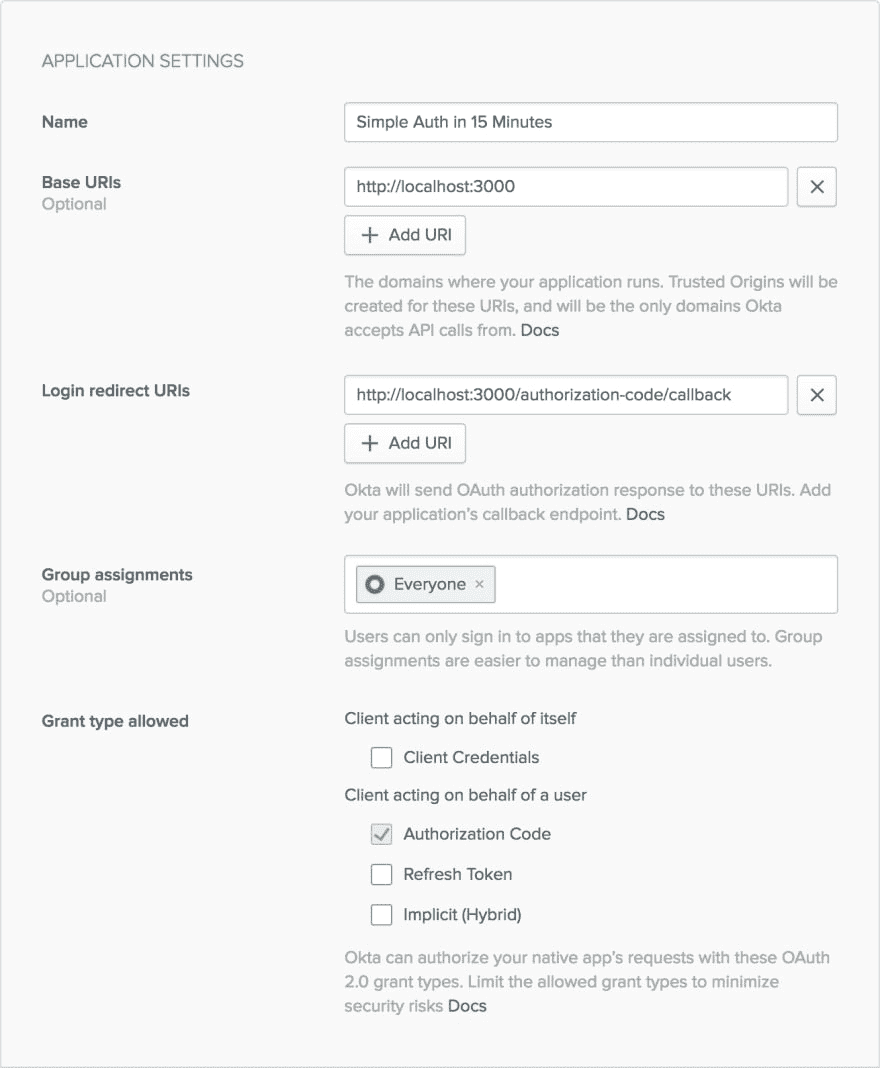 APPLICATION SETTINGS
Name
Simple Auth in 15 Minutes
Base URIs
Optional
http://localhost:3000
+ Add URI
The domains where your application runs. Trusted Origins will be
created for these URIs, and will be the only domains Okta
accepts API calls from. Docs
Login redirect URIs
http://localhost:3000/authorization-code/callback
+ Add URI
Okta will send OAuth authorization response to these URIs. Add
your application’s callback endpoint. Docs
Group assignments
Optional
Everyone ×
Users can only sign in to apps that they are assigned to. Group
assignments are easier to manage than individual users.
Grant type allowed
Client acting on behalf of itself
Client Credentials
Client acting on behalf of a user
Authorization Code
Refresh Token
Implicit (Hybrid)
Okta can authorize your native app’s requests with these OAuth
2.0 grant types. Limit the allowed grant types to minimize
security risks Docs